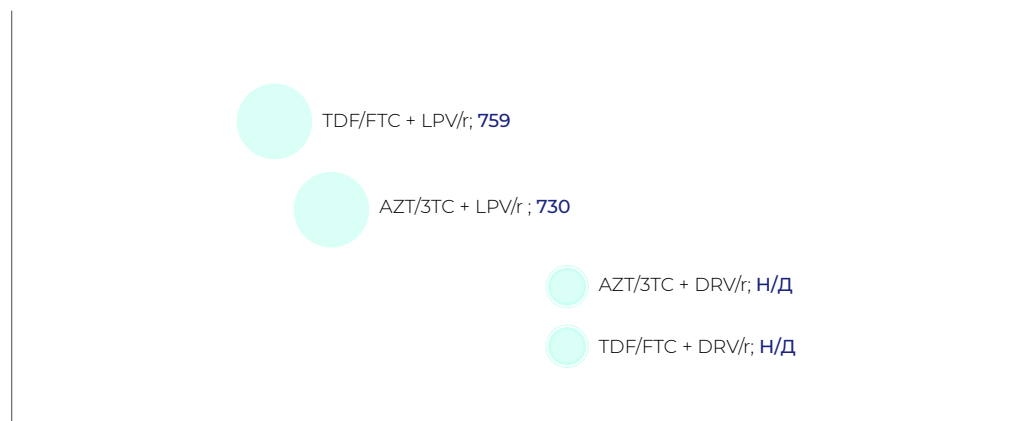 TDF/FTC + LPV/r; 759
AZT/3TC + LPV/r ; 730
AZT/3TC + DRV/r; Н/Д
TDF/FTC + DRV/r; Н/Д